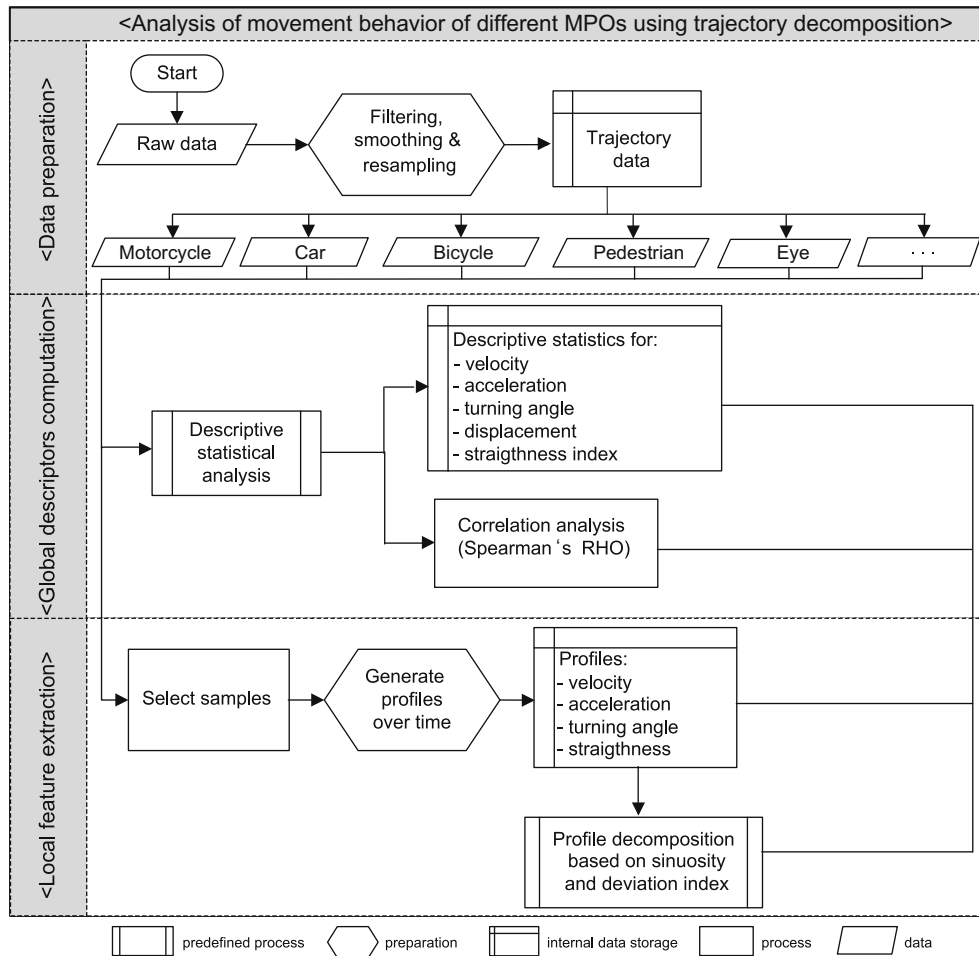 <Analysis of movement behavior of different MPOs using trajectory decomposition>
<Data preparation>
Start
Raw data
Filtering,
smoothing &
resampling
Trajectory
data
Motorcycle
Car
Bicycle
Pedestrian
Eye
. . .
<Global descriptors computation>
Descriptive
statistical
analysis
Descriptive statistics for:
- velocity
- acceleration
- turning angle
- displacement
- straigthness index
Correlation analysis
(Spearman´s RHO)
<Local feature extraction>
Select samples
Generate
profiles
over time
Profiles:
- velocity
- acceleration
- turning angle
- straigthness
Profile decomposition
based on sinuosity
and deviation index
predefined process
preparation
internal data storage
process
data